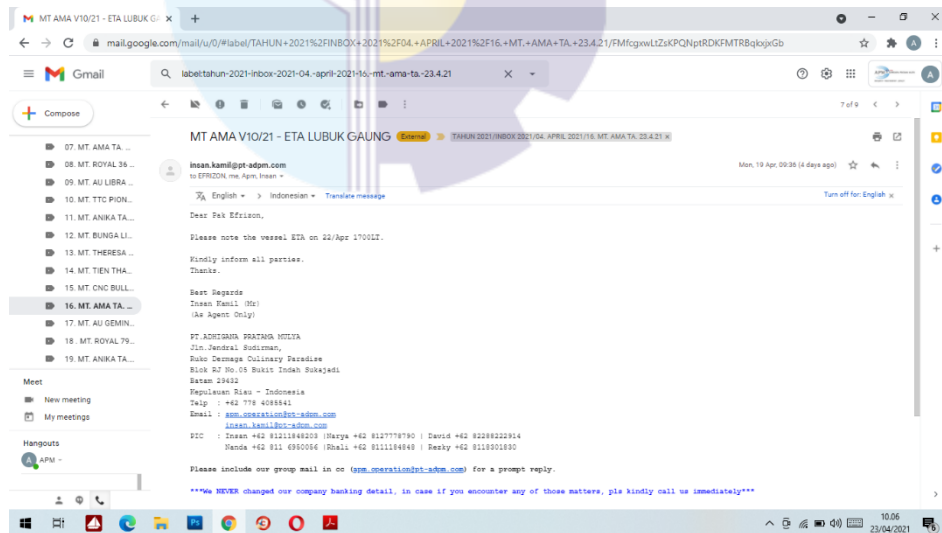 MT AMA V10/21 - ETA LUBUK GA
mail.google.com/mail/u/0/#label/TAHUN+2021%2FINBOX+2021%2F04.+APRIL+2021%2F16.+MT.+AMA+TA.+23.4.21/FMfcgxwLtZsKPQNptRDKFMTRBqkxjxGb
A
Gmail
label:tahun-2021-inbox-2021-04.-april-2021-16.-mt.-ama-ta.-23.4.21
A
Compose
7 of 9
MT AMA V10/21 - ETA LUBUK GAUNG External TAHUN 2021/INBOX 2021/04. APRIL 2021/16. MT. AMA TA. 23.4.21 x
07. MT. AMA TA. ...
08. MT. ROYAL 36 ...
09. MT. AU LIBRA ...
10. MT. TTC PION...
11. MT. ANIKA TA...
12. MT. BUNGA LI...
13. MT. THERESA ...
14. MT. TIEN THA...
15. MT. CNC BULL...
16. MT. AMA TA. ...
17. MT. AU GEMIN...
18 . MT. ROYAL 79...
19. MT. ANIKA TA...
Meet
New meeting
My meetings
Hangouts
A APM
insan.kamil@pt-adpm.com
Mon, 19 Apr, 09:36 (4 days ago)
to EFRIZON, me, Apm, Insan
English > Indonesian Translate message
Turn off for: English x
Dear Pak Efrizon,
Please note the vessel ETA on 22/Apr 1700LT.
Kindly inform all parties.
Thanks.
Best Regards
Insan Kamil (Mr)
(As Agent Only)
PT.ADHIGANA PRATAMA MULYA
Jln.Jendral Sudirman,
Ruko Dermaga Culinary Paradise
Blok RJ No.05 Bukit Indah Sukajadi
Batam 29432
Kepulauan Riau - Indonesia
Telp : +62 778 4085541
Email : apm.operation@pt-adpm.com
insan.kamil@pt-adpm.com
PIC : Insan +62 81211848203 |Narya +62 8127778790 | David +62 82288222914
Nanda +62 811 6950056 |Rhali +62 8111184848 | Rezky +62 8118301830
Please include our group mail in cc (apm.operation@pt-adpm.com) for a prompt reply.
***We NEVER changed our company banking detail, in case if you encounter any of those matters, pls kindly call us immediately***
10.06
23/04/2021